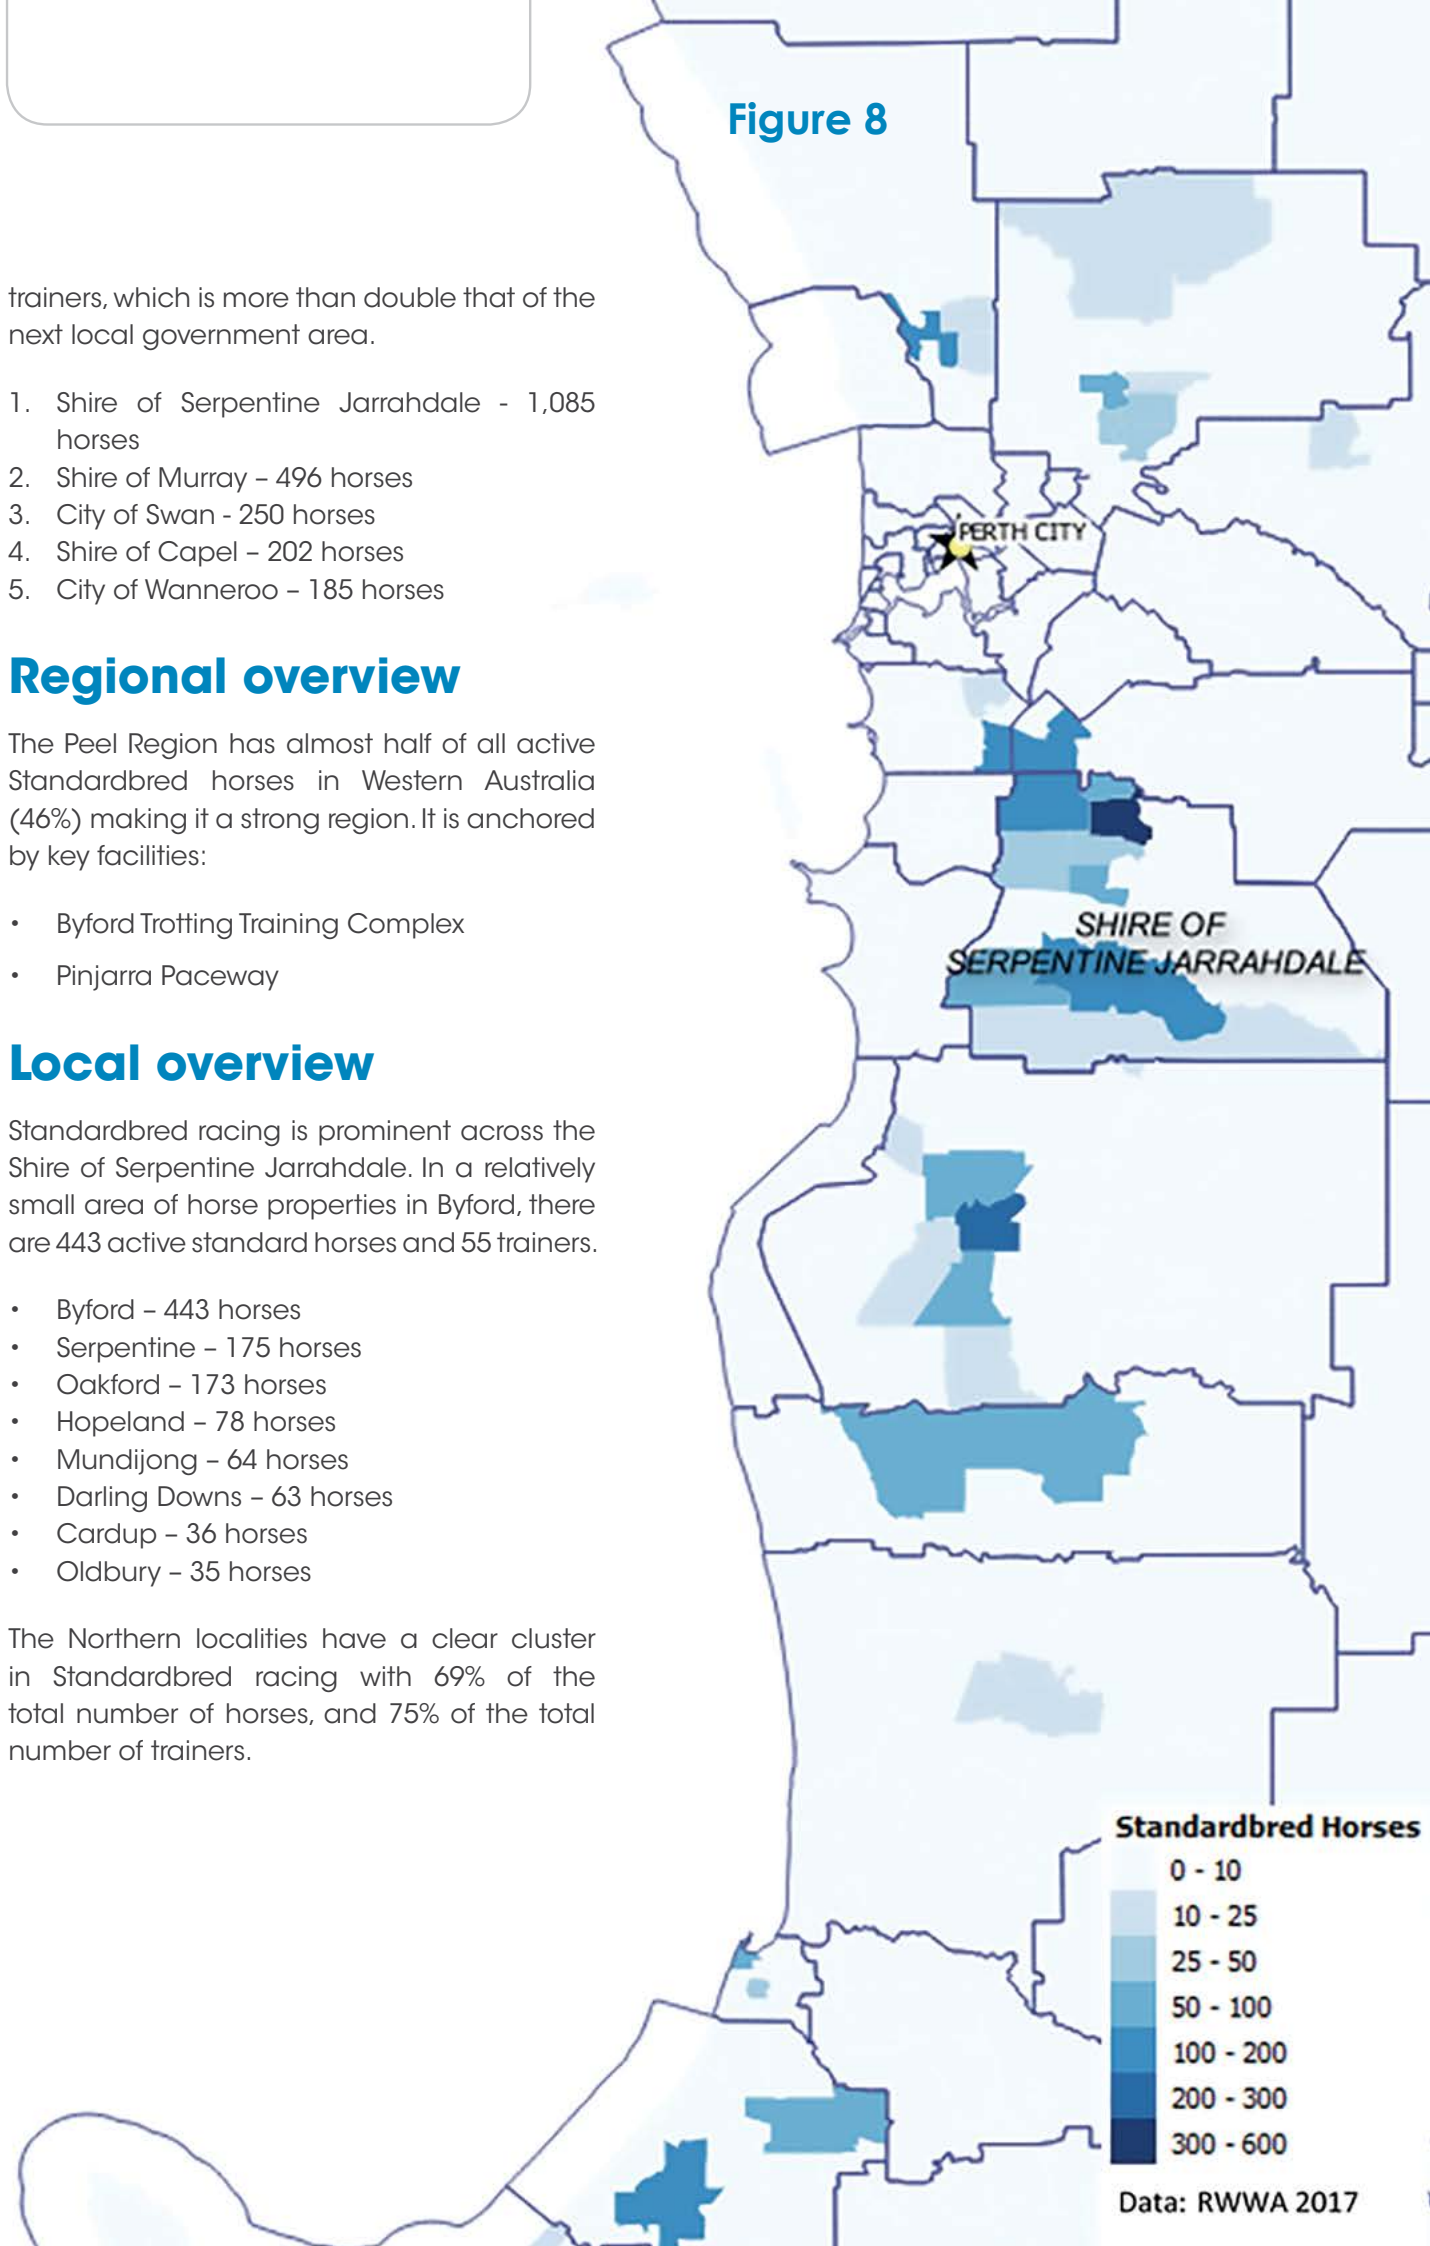 trainers, which is more than double that of the
next local government area.
1. Shire of Serpentine Jarrahdale - 1,085
horses
2. Shire of Murray – 496 horses
3. City of Swan - 250 horses
4. Shire of Capel – 202 horses
5. City of Wanneroo – 185 horses
Regional overview
The Peel Region has almost half of all active
Standardbred horses in Western Australia
(46%) making it a strong region. It is anchored
by key facilities:
• Byford Trotting Training Complex
• Pinjarra Paceway
Local overview
Standardbred racing is prominent across the
Shire of Serpentine Jarrahdale. In a relatively
small area of horse properties in Byford, there
are 443 active standard horses and 55 trainers.
• Byford – 443 horses
• Serpentine – 175 horses
• Oakford – 173 horses
• Hopeland – 78 horses
• Mundijong – 64 horses
• Darling Downs – 63 horses
• Cardup – 36 horses
• Oldbury – 35 horses
The Northern localities have a clear cluster
in Standardbred racing with 69% of the
total number of horses, and 75% of the total
number of trainers.
Figure 8
PERTH CITY
SHIRE OF
SERPENTINE JARRAHDALE
Standardbred Horses
0 - 10
10 - 25
25 - 50
50 - 100
100 - 200
200 - 300
300 - 600
Data: RWWA 2017